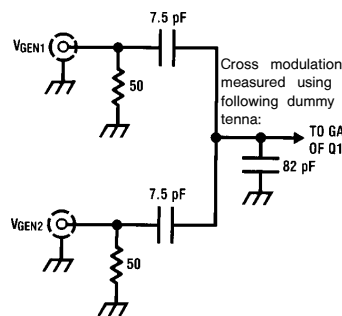 7.5 pF
VGEN1
50
Cross modulation
measured using
following dummy
tenna:
TO GA
OF Q1
82 pF
7.5 pF
VGEN2
50